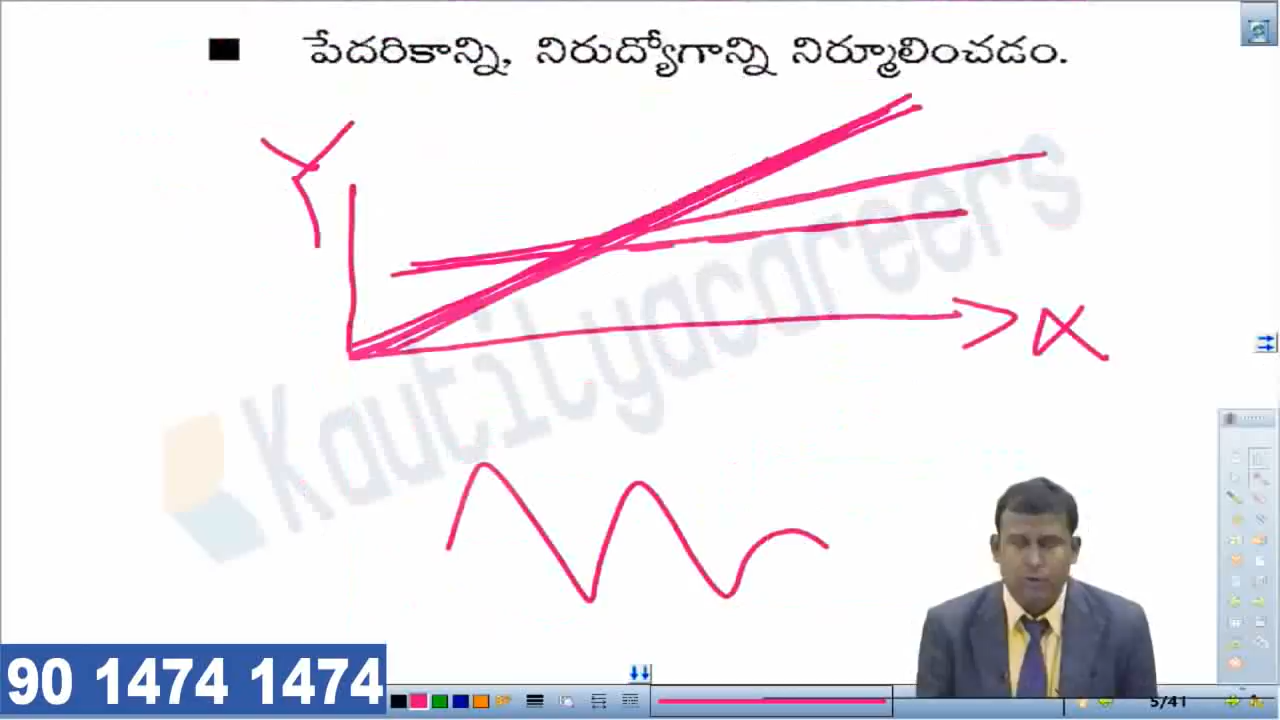 ■ పేదరికాన్ని, నిరుద్యోగాన్ని నిర్మూలించడం.
Y
X
Kautilyacareers
90 1474 1474
5/41